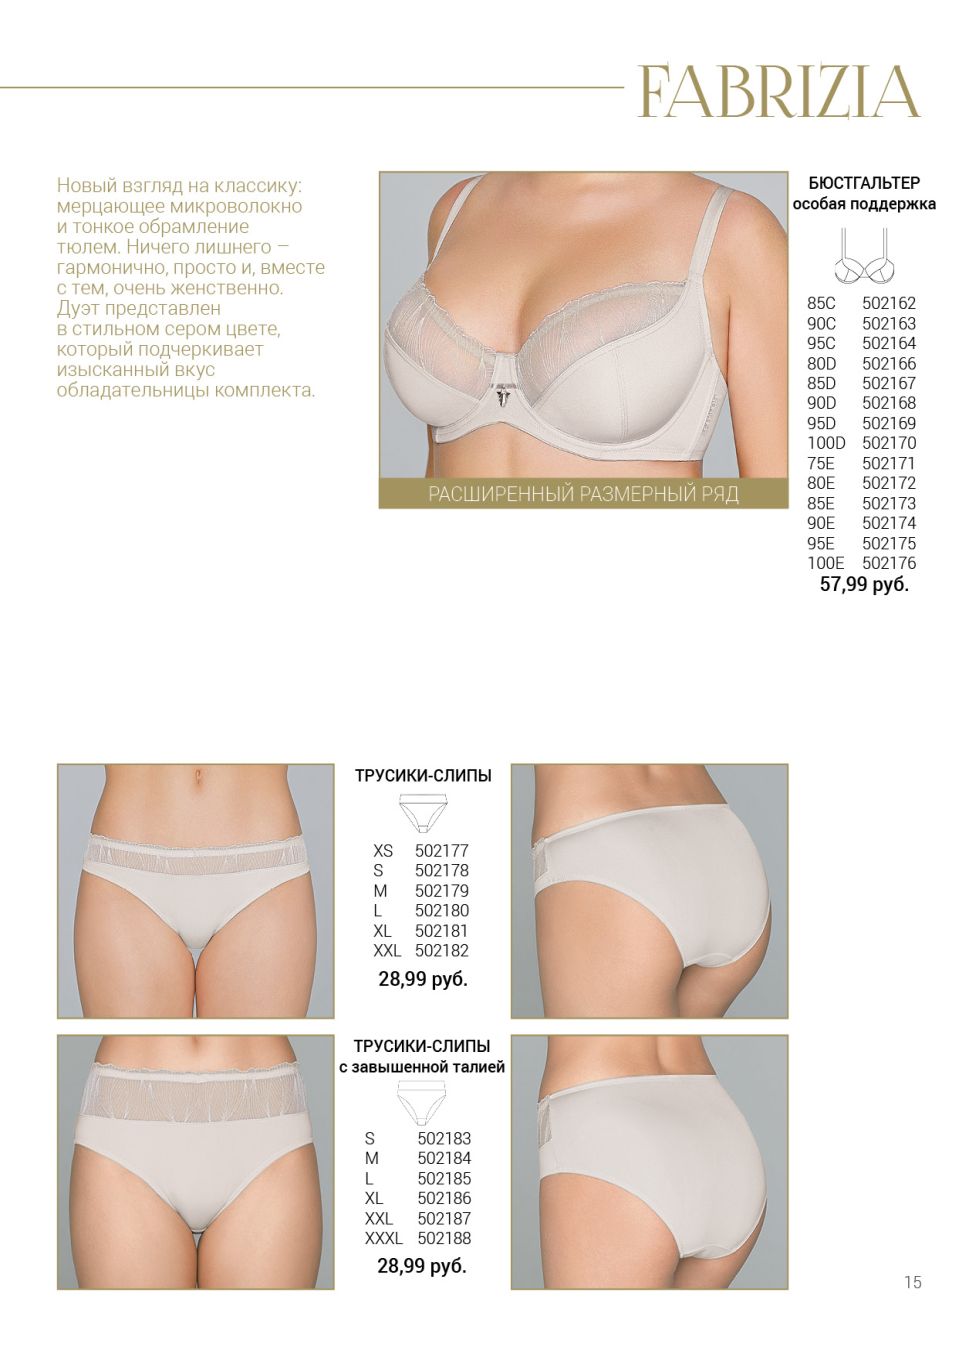 FABRIZIA
Новый взгляд на классику:
мерцающее микроволокно
и тонкое обрамление
тюлем. Ничего лишнего —
гармонично, просто и, вместе
с тем, очень женственно.
Дуэт представлен
в стильном сером цвете,
который подчеркивает
изысканный вкус
обладательницы комплекта.
РАСШИРЕННЫЙ РАЗМЕРНЫЙ РЯД
БЮСТГАЛЬТЕР
особая поддержка
85C 502162
90C 502163
95C 502164
80D 502166
85D 502167
90D 502168
95D 502169
100D 502170
75E 502171
80E 502172
85E 502173
90E 502174
95E 502175
100E 502176
57,99 руб.
ТРУСИКИ-СЛИПЫ
XS 502177
S 502178
M 502179
L 502180
XL 502181
XXL 502182
28,99 руб.
ТРУСИКИ-СЛИПЫ
с завышенной талией
S 502183
M 502184
L 502185
XL 502186
XXL 502187
XXXL 502188
28,99 руб.
15